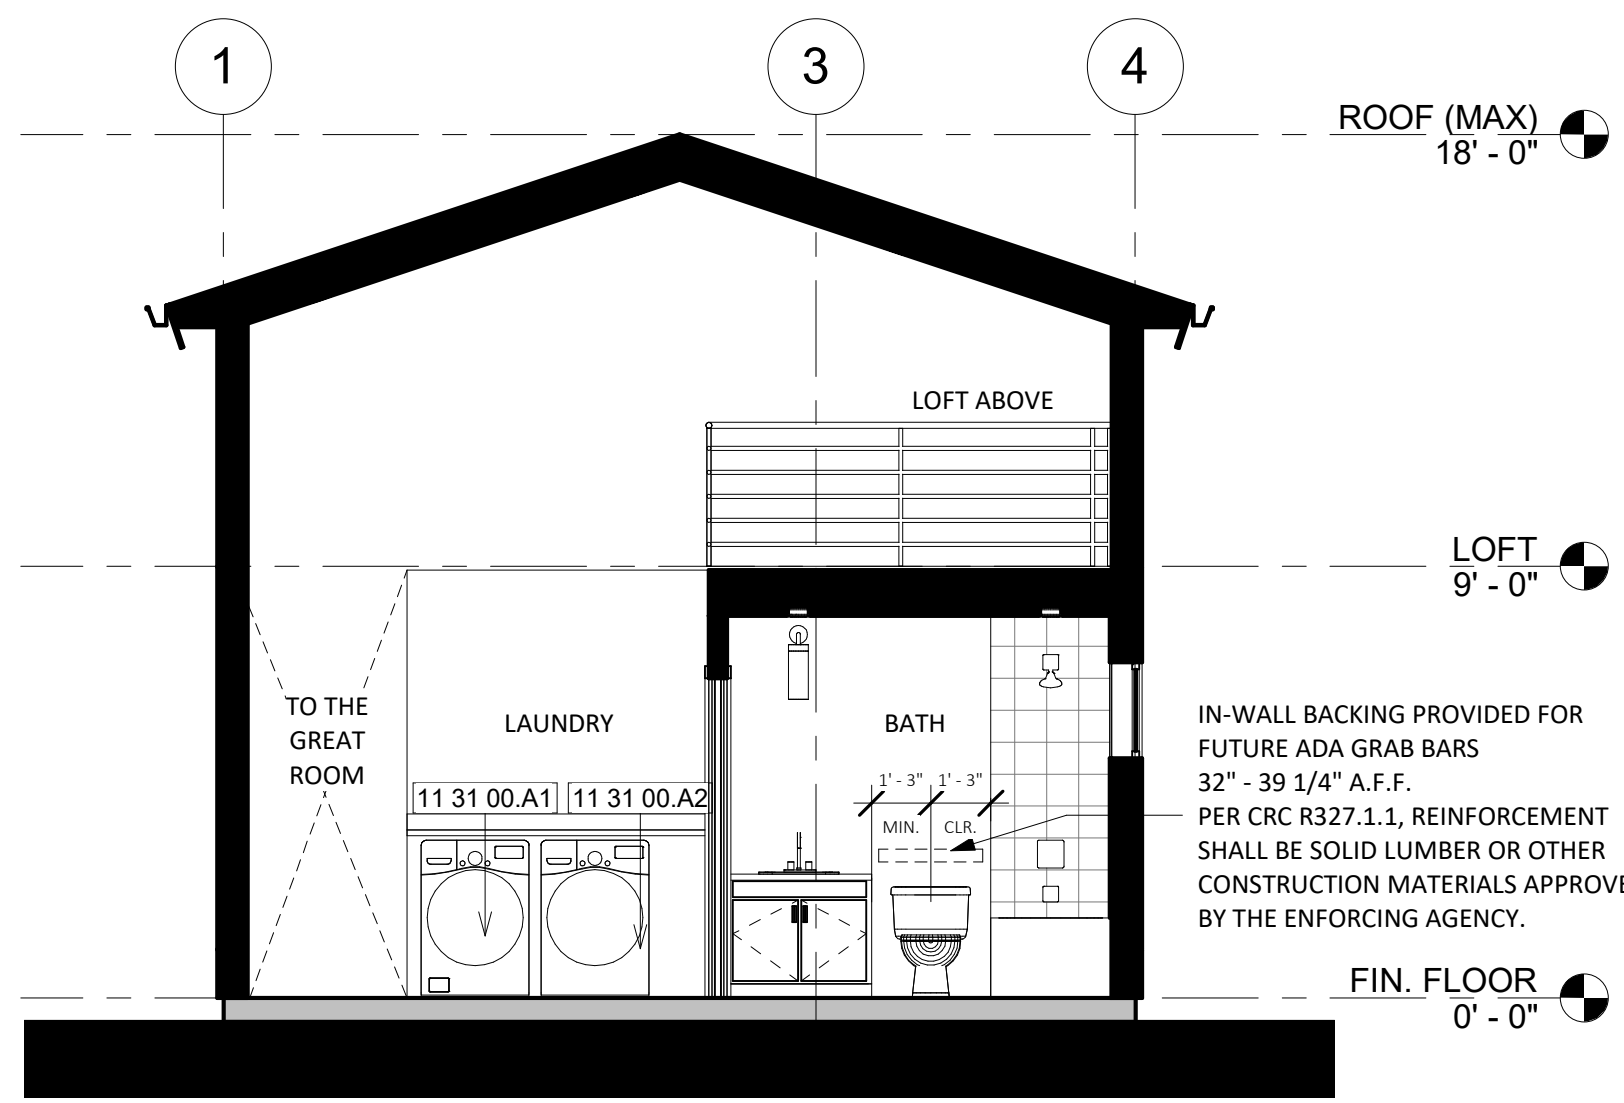 1
3
4
ROOF (MAX)
18' - 0"
LOFT ABOVE
LOFT
9' - 0"
TO THE
GREAT
ROOM
LAUNDRY
BATH
11 31 00.A1
11 31 00.A2
1' - 3"
1' - 3"
MIN.
CLR.
IN-WALL BACKING PROVIDED FOR
FUTURE ADA GRAB BARS
32" - 39 1/4" A.F.F.
PER CRC R327.1.1, REINFORCEMENT
SHALL BE SOLID LUMBER OR OTHER
CONSTRUCTION MATERIALS APPROVE
BY THE ENFORCING AGENCY.
FIN. FLOOR
0' - 0"